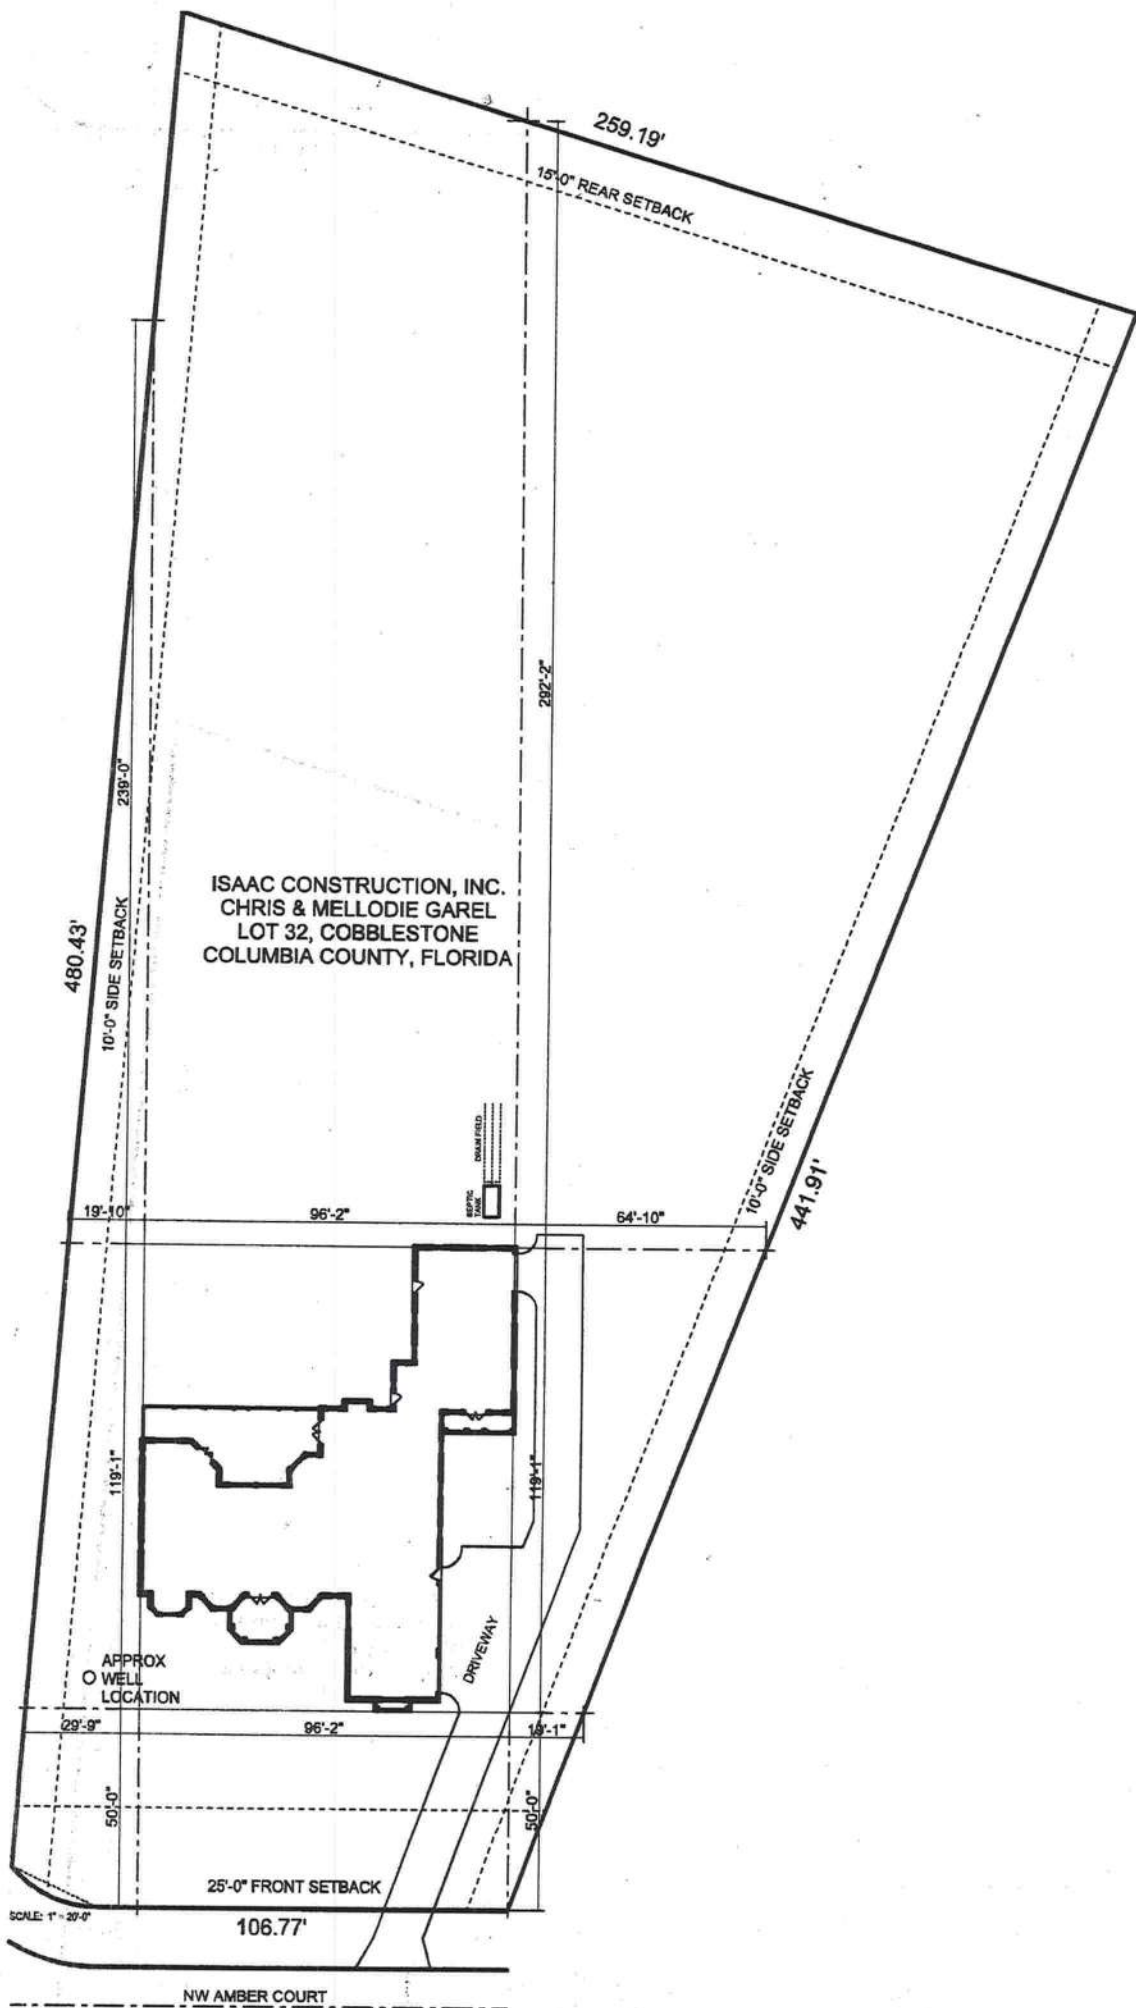 259.19'
15'-0" REAR SETBACK
292'-2"
239'-0"
ISAAC CONSTRUCTION, INC.
CHRIS & MELLODIE GAREL
LOT 32, COBBLESTONE
COLUMBIA COUNTY, FLORIDA
480.43'
10'-0" SIDE SETBACK
10'-0" SIDE SETBACK
441.91'
DRAIN FIELD
SEPTIC
TANK
19'-10"
96'-2"
64'-10"
119'-1"
119'-1"
DRIVEWAY
APPROX
WELL
LOCATION
29'-9"
96'-2"
19'-1"
50'-0"
50'-0"
25'-0" FRONT SETBACK
SCALE: 1" = 20'-0"
106.77'
NW AMBER COURT